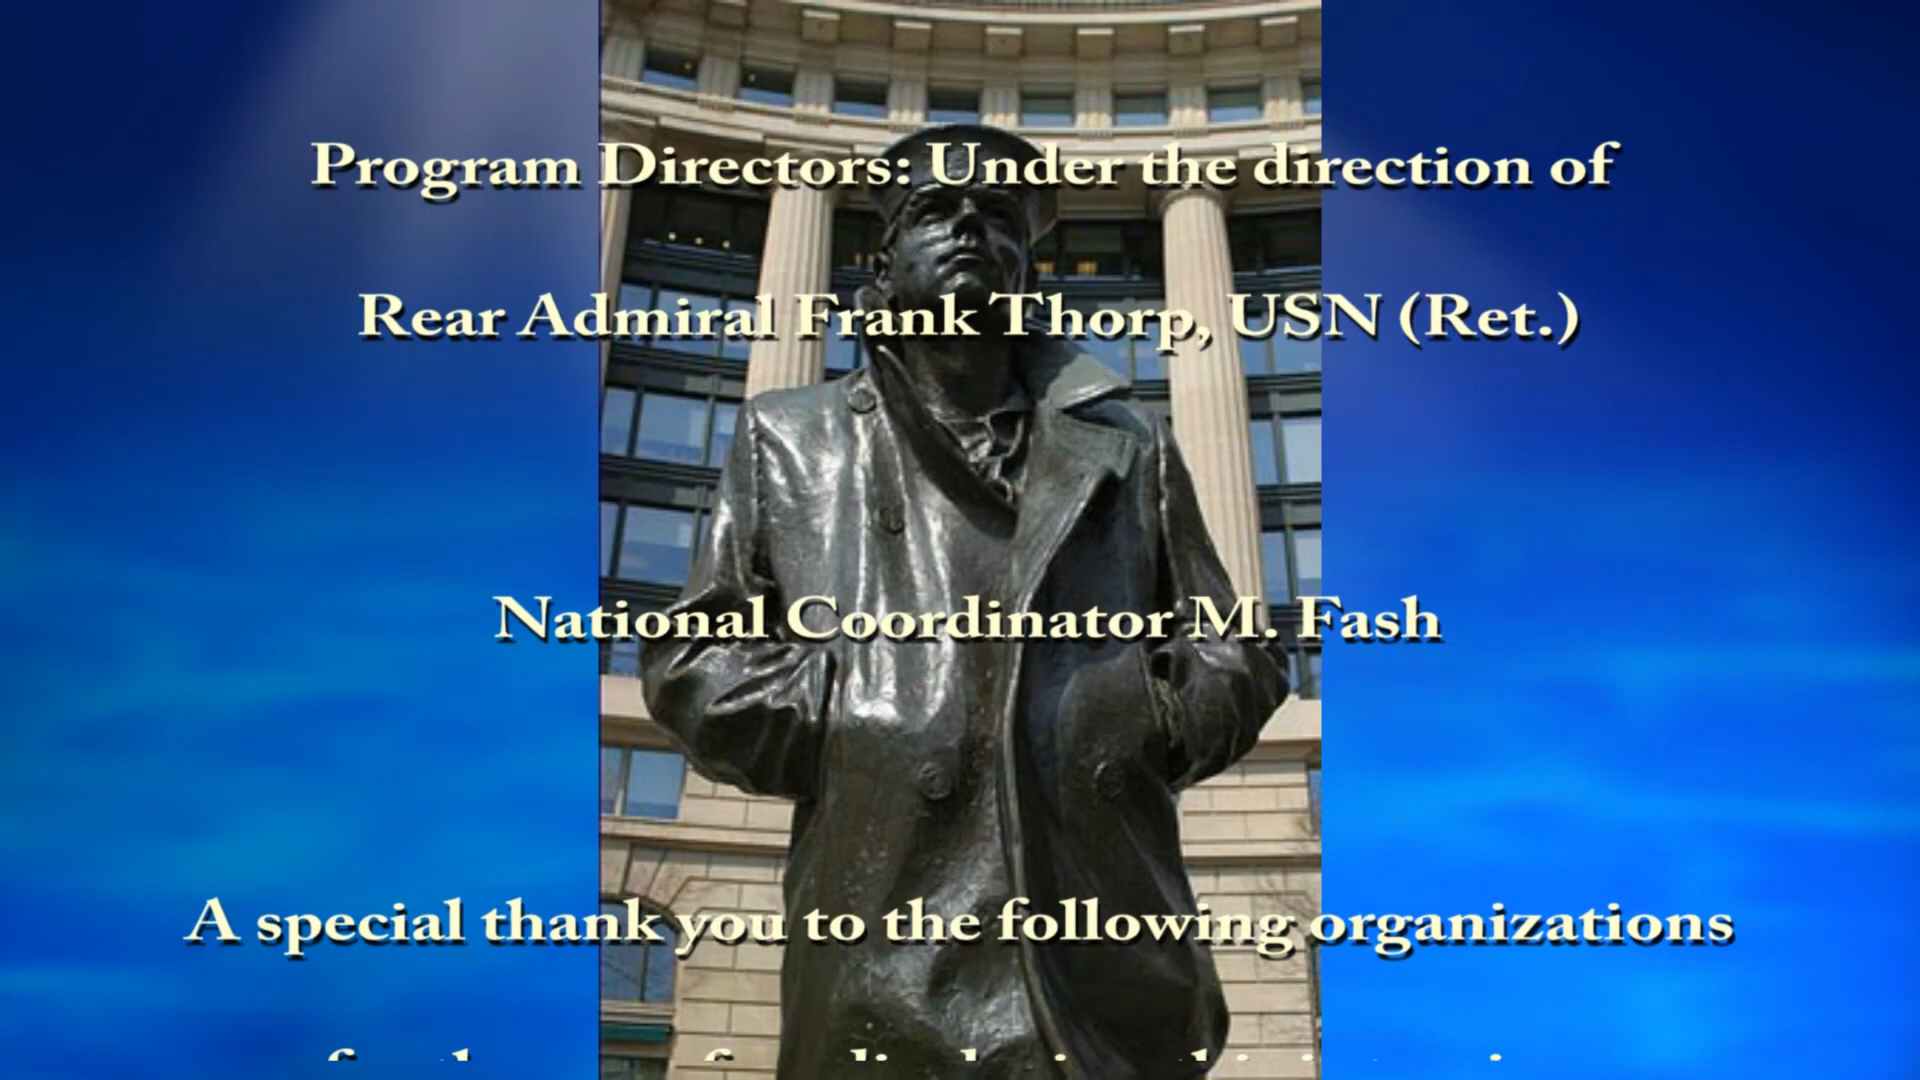 Program Directors: Under the direction of
Rear Admiral Frank Thorp, USN (Ret.)
National Coordinator M. Fash
A special thank you to the following organizations